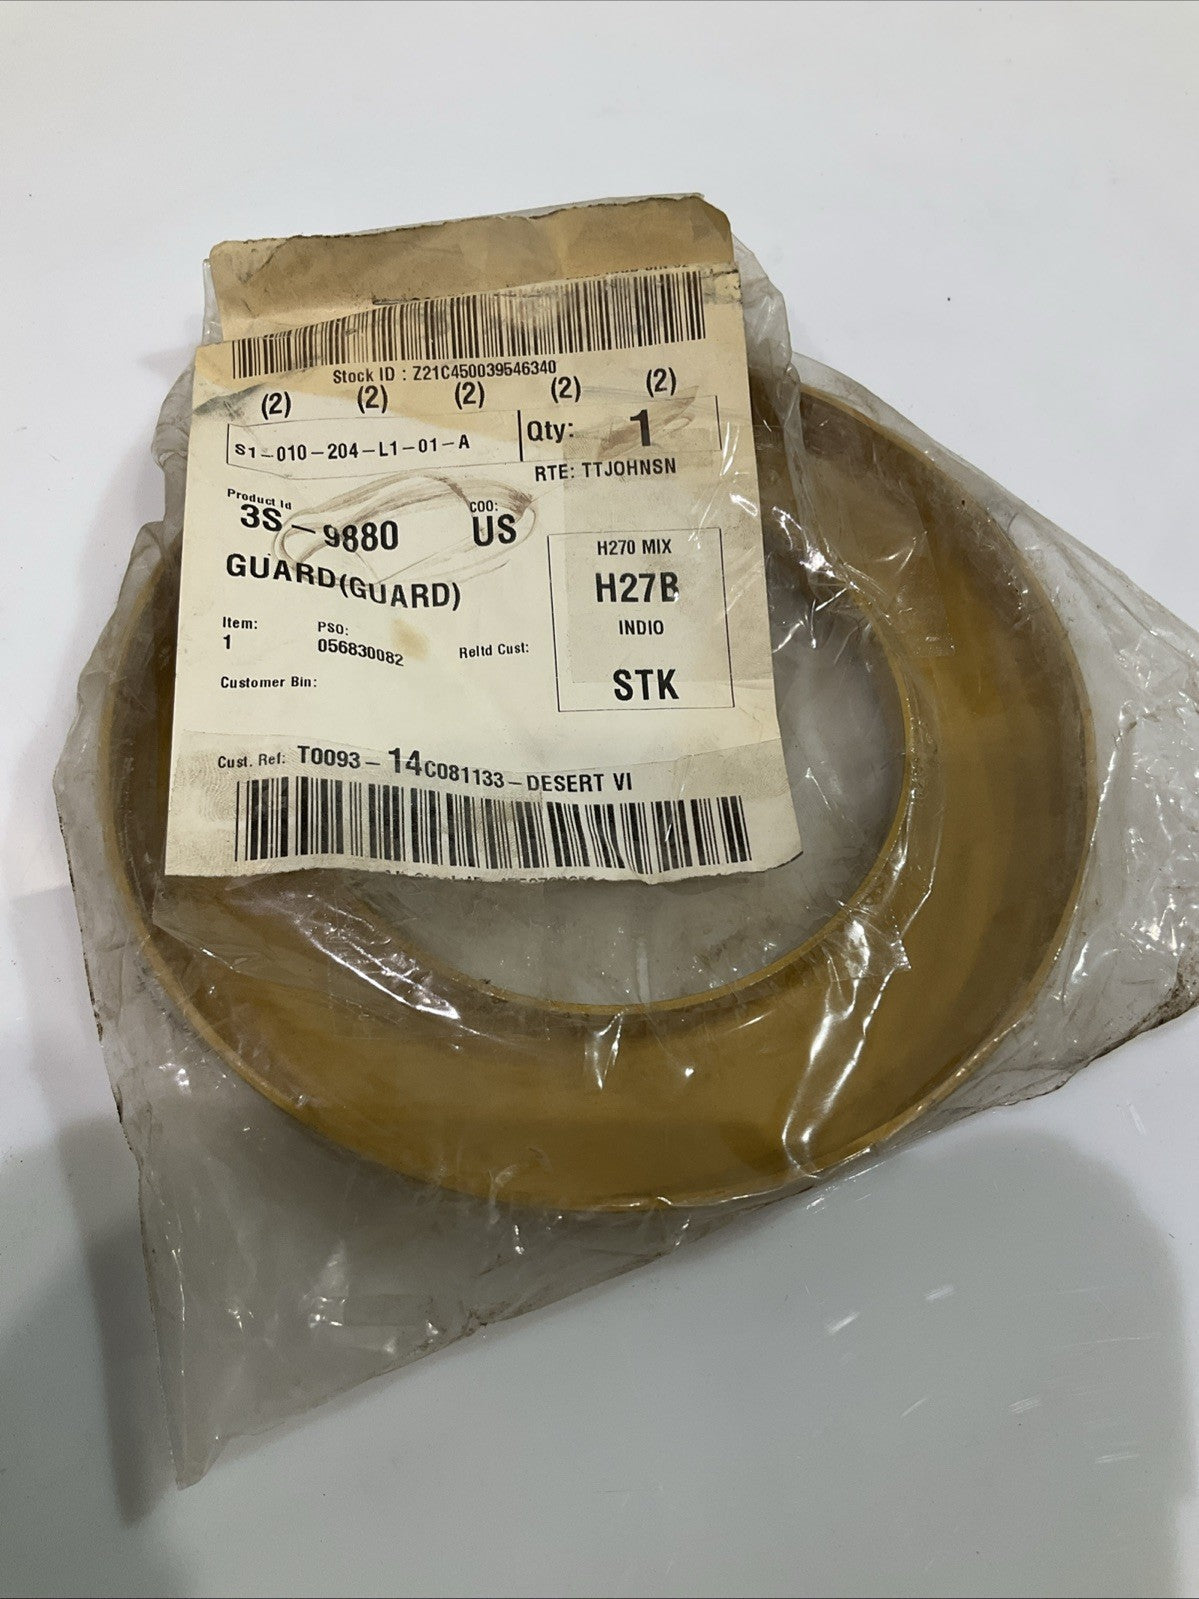 Stock ID : Z21C450039546340
(2) (2) (2) (2) (2)
S1-010-204-L1-01-A
Qty: 1
RTE: TTJOHNSN
Product Id
3S-9880
COO:
US
GUARD(GUARD)
H270 MIX
H27B
INDIO
STK
Item:
1
PSO:
056830082
Reltd Cust:
Customer Bin:
Cust. Ref: T0093-14C081133-DESERT VI